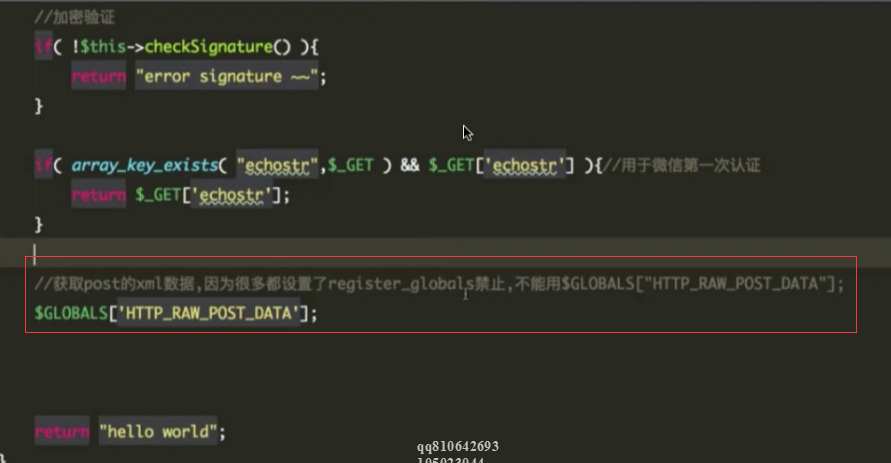 //加密验证
if( !$this->checkSignature() ){
return "error signature ~~";
}
if( array_key_exists( "echostr",$_GET ) && $_GET['echostr'] ){//用于微信第一次认证
return $_GET['echostr'];
}
//获取post的xml数据,因为很多都设置了register_globals禁止,不能用$GLOBALS["HTTP_RAW_POST_DATA"];
$GLOBALS['HTTP_RAW_POST_DATA'];
return "hello world";
qq810642693
}